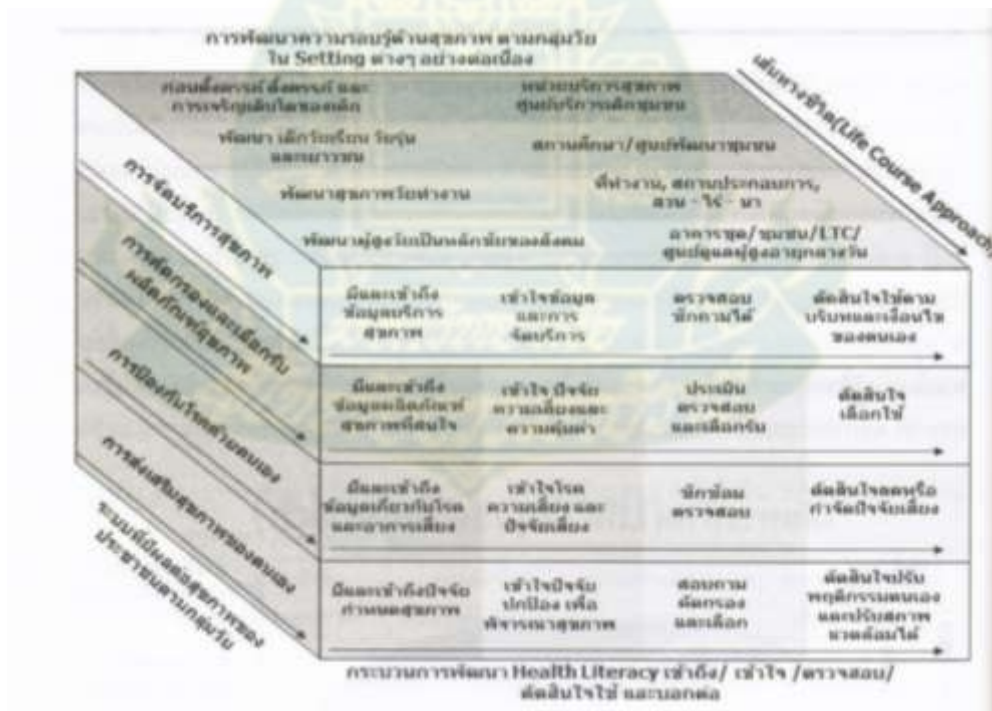 การพัฒนาความรอบรู้ด้านสุขภาพ ตามกลุ่มวัย
ใน Setting ต่างๆ อย่างต่อเนื่อง
เส้นทางชีวิต(Life Course Approach)
ก่อนตั้งครรภ์ ตั้งครรภ์ และ
การเจริญเติบโตของเด็ก
หน่วยบริการสุขภาพ
ศูนย์บริการเด็กชุมชน
พัฒนา เด็กวัยเรียน วัยรุ่น
และเยาวชน
สถานศึกษา/ศูนย์พัฒนาชุมชน
พัฒนาสุขภาพวัยทำงาน
ที่ทำงาน, สถานประกอบการ,
สวน - ไร่ - นา
พัฒนาผู้สูงวัยเป็นหลักชัยของสังคม
อาคารชุด/ชุมชน/LTC/
ศูนย์ดูแลผู้สูงอายุกลางวัน
การจัดบริการสุขภาพ
มีและเข้าถึง
ข้อมูลบริการ
สุขภาพ
เข้าใจข้อมูล
และการ
จัดบริการ
ตรวจสอบ
ซักถามได้
ตัดสินใจใช้ตาม
บริบทและเงื่อนไข
ของตนเอง
การคัดกรองและเลือกรับ
ผลิตภัณฑ์สุขภาพ
มีและเข้าถึง
ข้อมูลผลิตภัณฑ์
สุขภาพที่สนใจ
เข้าใจ ปัจจัย
ความเสี่ยงและ
ความคุ้มค่า
ประเมิน
ตรวจสอบ
และเลือกรับ
ตัดสินใจ
เลือกใช้
การป้องกันโรคด้วยตนเอง
มีและเข้าถึง
ข้อมูลเกี่ยวกับโรค
และอาการเสี่ยง
เข้าใจโรค
ความเสี่ยง และ
ปัจจัยเสี่ยง
ซักซ้อม
ตรวจสอบ
ตัดสินใจลดหรือ
กำจัดปัจจัยเสี่ยง
การส่งเสริมสุขภาพของตนเอง
มีและเข้าถึงปัจจัย
กำหนดสุขภาพ
เข้าใจปัจจัย
ปกป้อง เพื่อ
พิจารณาสุขภาพ
สอบถาม
คัดกรอง
และเลือก
ตัดสินใจปรับ
พฤติกรรมตนเอง
และปรับสภาพ
แวดล้อมได้
ระบบที่มีผลต่อสุขภาพของ
ประชาชนตามกลุ่มวัย
กระบวนการพัฒนา Health Literacy เข้าถึง/ เข้าใจ /ตรวจสอบ/
ตัดสินใจใช้ และบอกต่อ